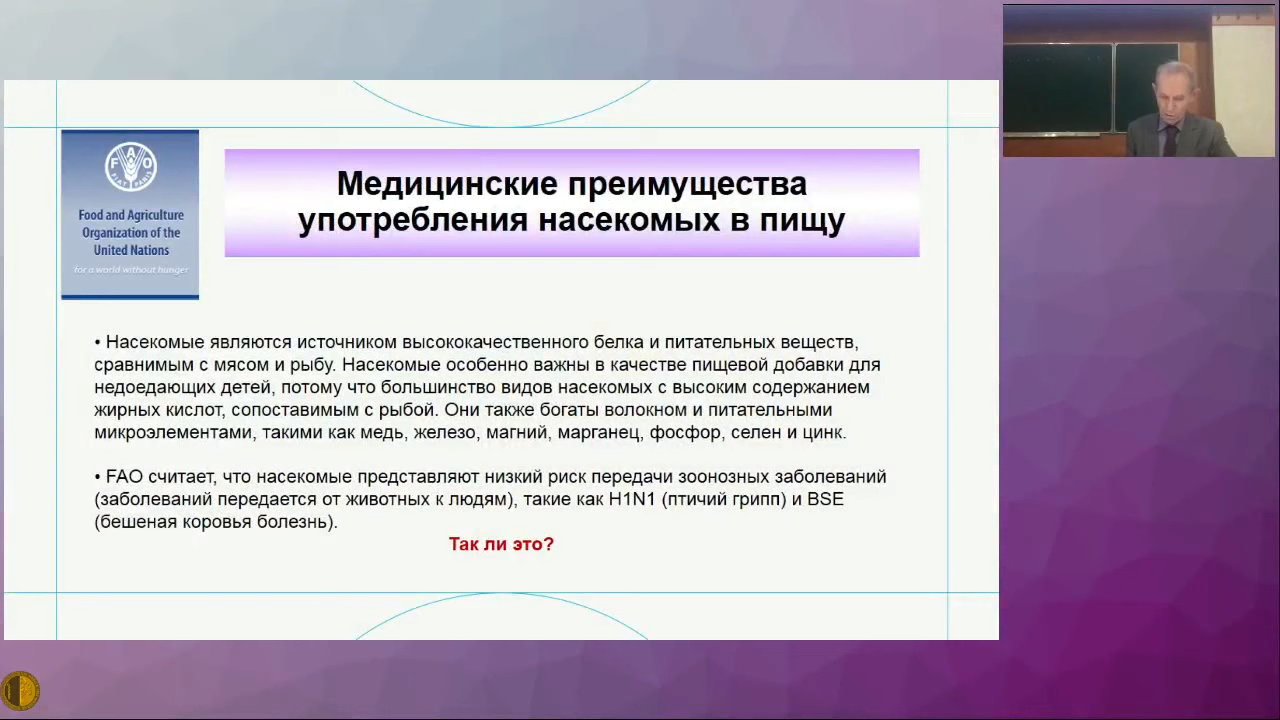 FAO
FIAT PANIS
Food and Agriculture
Organization of the
United Nations
for a world without hunger
Медицинские преимущества
употребления насекомых в пищу
• Насекомые являются источником высококачественного белка и питательных веществ,
сравнимым с мясом и рыбу. Насекомые особенно важны в качестве пищевой добавки для
недоедающих детей, потому что большинство видов насекомых с высоким содержанием
жирных кислот, сопоставимым с рыбой. Они также богаты волокном и питательными
микроэлементами, такими как медь, железо, магний, марганец, фосфор, селен и цинк.
• FAO считает, что насекомые представляют низкий риск передачи зоонозных заболеваний
(заболеваний передается от животных к людям), такие как H1N1 (птичий грипп) и BSE
(бешеная коровья болезнь).
Так ли это?